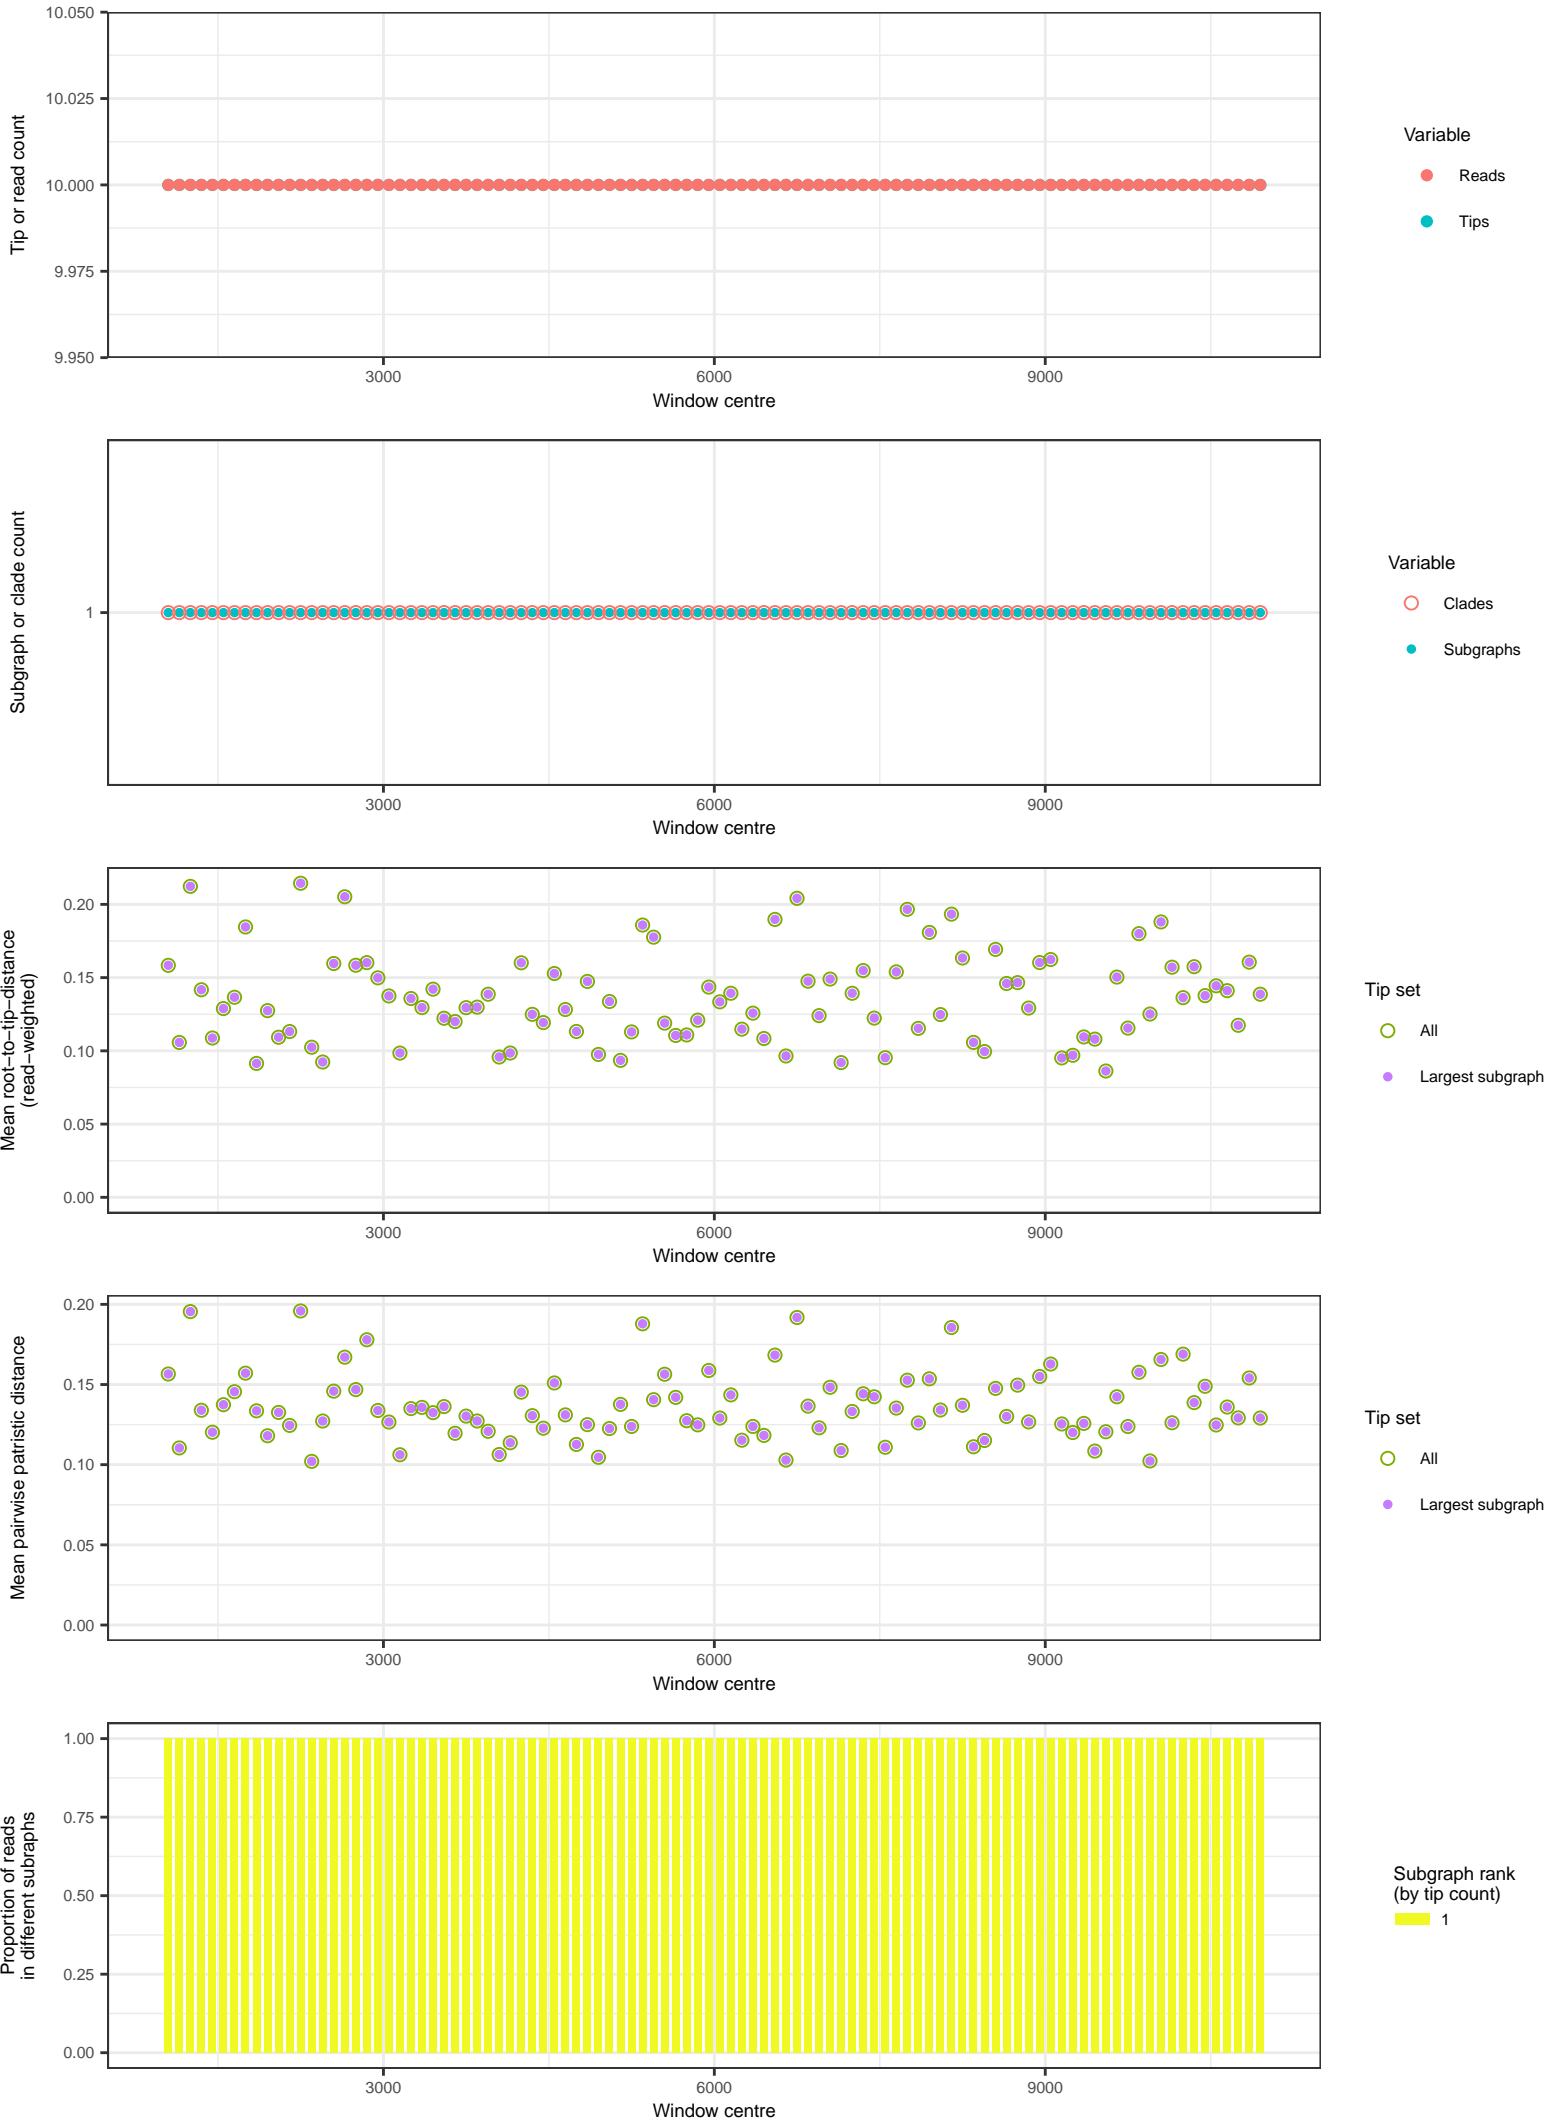 10.050
10.025
10.000
9.975
9.950
Tip or read count
3000
6000
9000
Window centre
Variable
Reads
Tips
1
Subgraph or clade count
3000
6000
9000
Window centre
Variable
Clades
Subgraphs
0.20
0.15
0.10
0.05
0.00
Mean root−to−tip−distance
(read−weighted)
3000
6000
9000
Window centre
Tip set
All
Largest subgraph
0.20
0.15
0.10
0.05
0.00
Mean pairwise patristic distance
3000
6000
9000
Window centre
Tip set
All
Largest subgraph
1.00
0.75
0.50
0.25
0.00
Proportion of reads
in different subraphs
3000
6000
9000
Window centre
Subgraph rank
(by tip count)
1